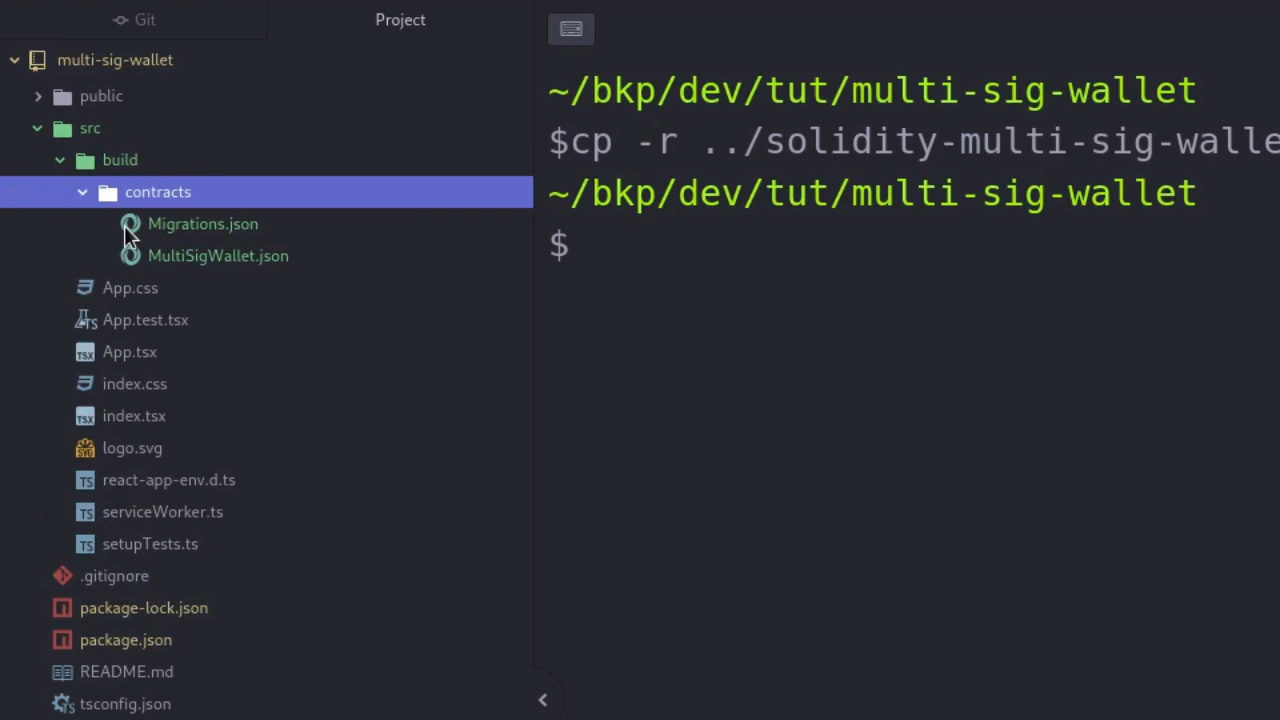 Git
Project
multi-sig-wallet
public
src
build
contracts
Migrations.json
MultiSigWallet.json
App.css
App.test.tsx
App.tsx
index.css
index.tsx
logo.svg
react-app-env.d.ts
serviceWorker.ts
setupTests.ts
.gitignore
package-lock.json
package.json
README.md
tsconfig.json
~/bkp/dev/tut/multi-sig-wallet
$cp -r ../solidity-multi-sig-walle
~/bkp/dev/tut/multi-sig-wallet
$